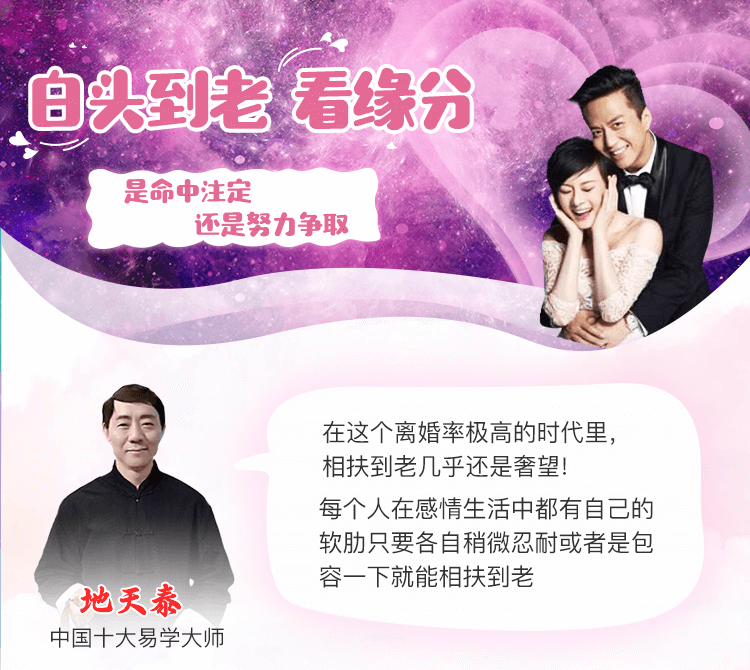 白头到老 看缘分
是命中注定
还是努力争取
在这个离婚率极高的时代里，
相扶到老几乎还是奢望!
每个人在感情生活中都有自己的
软肋只要各自稍微忍耐或者是包
容一下就能相扶到老
地天泰
中国十大易学大师